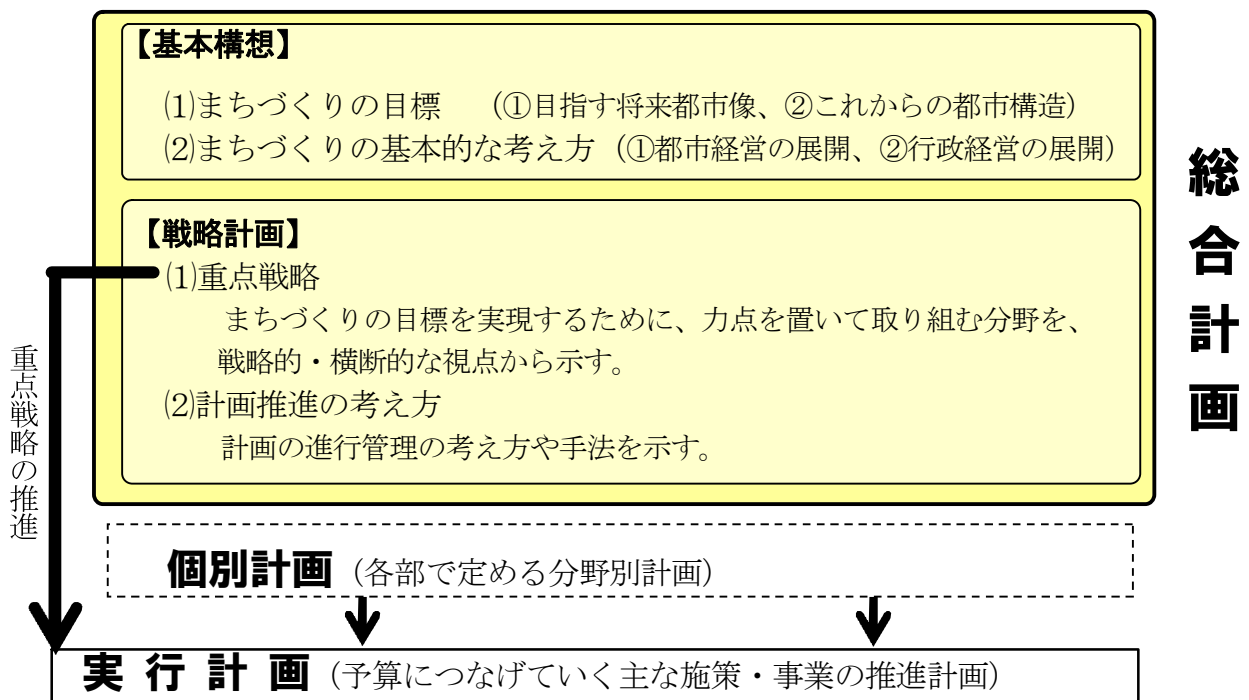 【基本構想】
⑴まちづくりの目標　（①目指す将来都市像、②これからの都市構造）
⑵まちづくりの基本的な考え方（①都市経営の展開、②行政経営の展開）
【戦略計画】
⑴重点戦略
まちづくりの目標を実現するために、力点を置いて取り組む分野を、
戦略的・横断的な視点から示す。
⑵計画推進の考え方
計画の進行管理の考え方や手法を示す。
総合計画
重点戦略の推進
個別計画（各部で定める分野別計画）
実行計画（予算につなげていく主な施策・事業の推進計画）